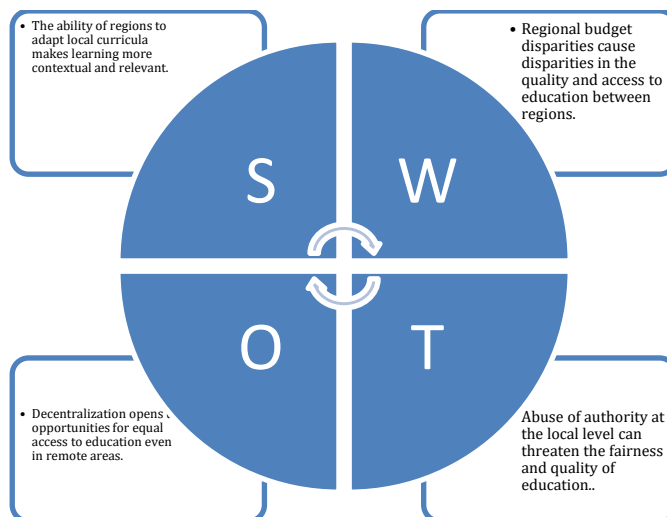 • The ability of regions to
adapt local curricula
makes learning more
contextual and relevant.
• Regional budget
disparities cause
disparities in the
quality and access to
education between
regions.
S
W
O
T
• Decentralization opens
opportunities for equal
access to education even
in remote areas.
Abuse of authority at
the local level can
threaten the fairness
and quality of
education..